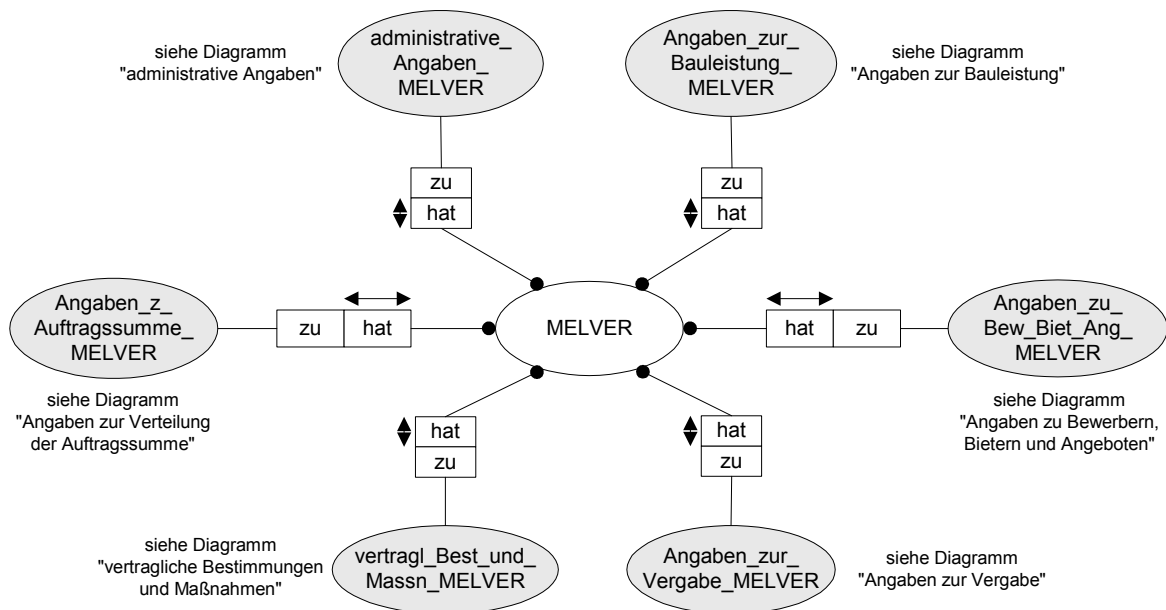 siehe Diagramm
"administrative Angaben"
administrative_
Angaben_
MELVER
Angaben_zur_
Bauleistung_
MELVER
siehe Diagramm
"Angaben zur Bauleistung"
zu
hat
zu
hat
Angaben_z_
Auftragssumme_
MELVER
zu hat
MELVER
hat zu
Angaben_zu_
Bew_Biet_Ang_
MELVER
siehe Diagramm
"Angaben zur Verteilung
der Auftragssumme"
siehe Diagramm
"Angaben zu Bewerbern,
Bietern und Angeboten"
hat
zu
hat
zu
siehe Diagramm
"vertragliche Bestimmungen
und Maßnahmen"
vertragl_Best_und_
Massn_MELVER
Angaben_zur_
Vergabe_MELVER
siehe Diagramm
"Angaben zur Vergabe"